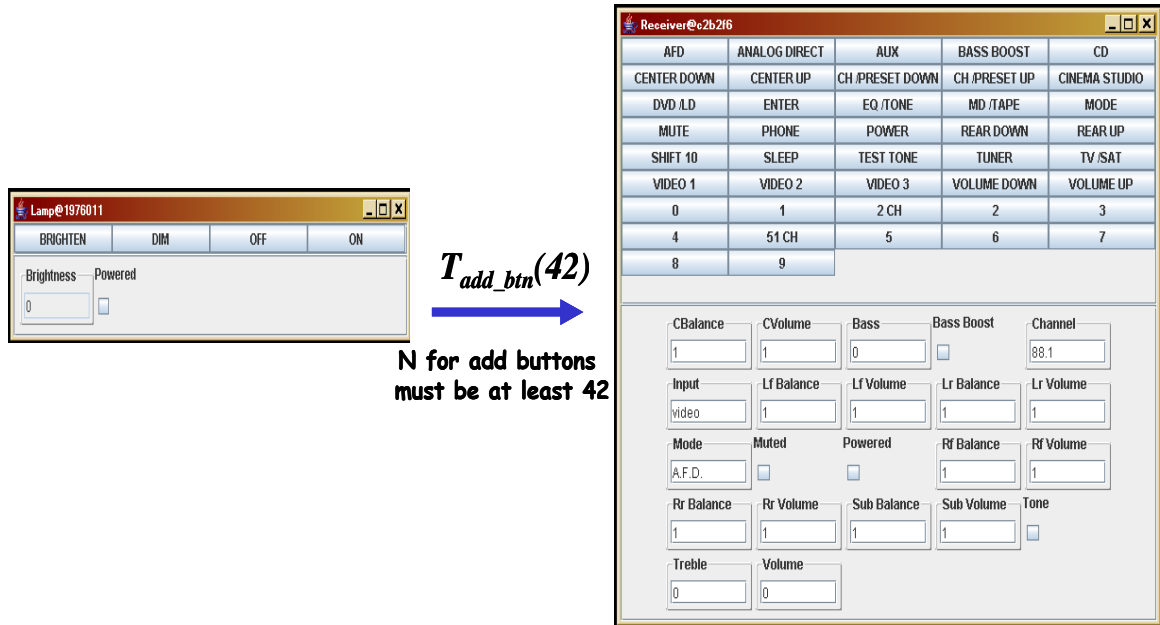 Lamp@1976011
BRIGHTEN DIM OFF ON
Brightness Powered
0
T_add_btn(42)
N for add buttons
must be at least 42
Receiver@c2b2f6
AFD ANALOG DIRECT AUX BASS BOOST CD
CENTER DOWN CENTER UP CH /PRESET DOWN CH /PRESET UP CINEMA STUDIO
DVD /LD ENTER EQ /TONE MD /TAPE MODE
MUTE PHONE POWER REAR DOWN REAR UP
SHIFT 10 SLEEP TEST TONE TUNER TV /SAT
VIDEO 1 VIDEO 2 VIDEO 3 VOLUME DOWN VOLUME UP
0 1 2 CH 2 3
4 51 CH 5 6 7
8 9
CBalance CVolume Bass Bass Boost Channel
1 1 0 88.1
Input Lf Balance Lf Volume Lr Balance Lr Volume
video 1 1 1 1
Mode Muted Powered Rf Balance Rf Volume
A.F.D. 1 1
Rr Balance Rr Volume Sub Balance Sub Volume Tone
1 1 1 1
Treble Volume
0 0